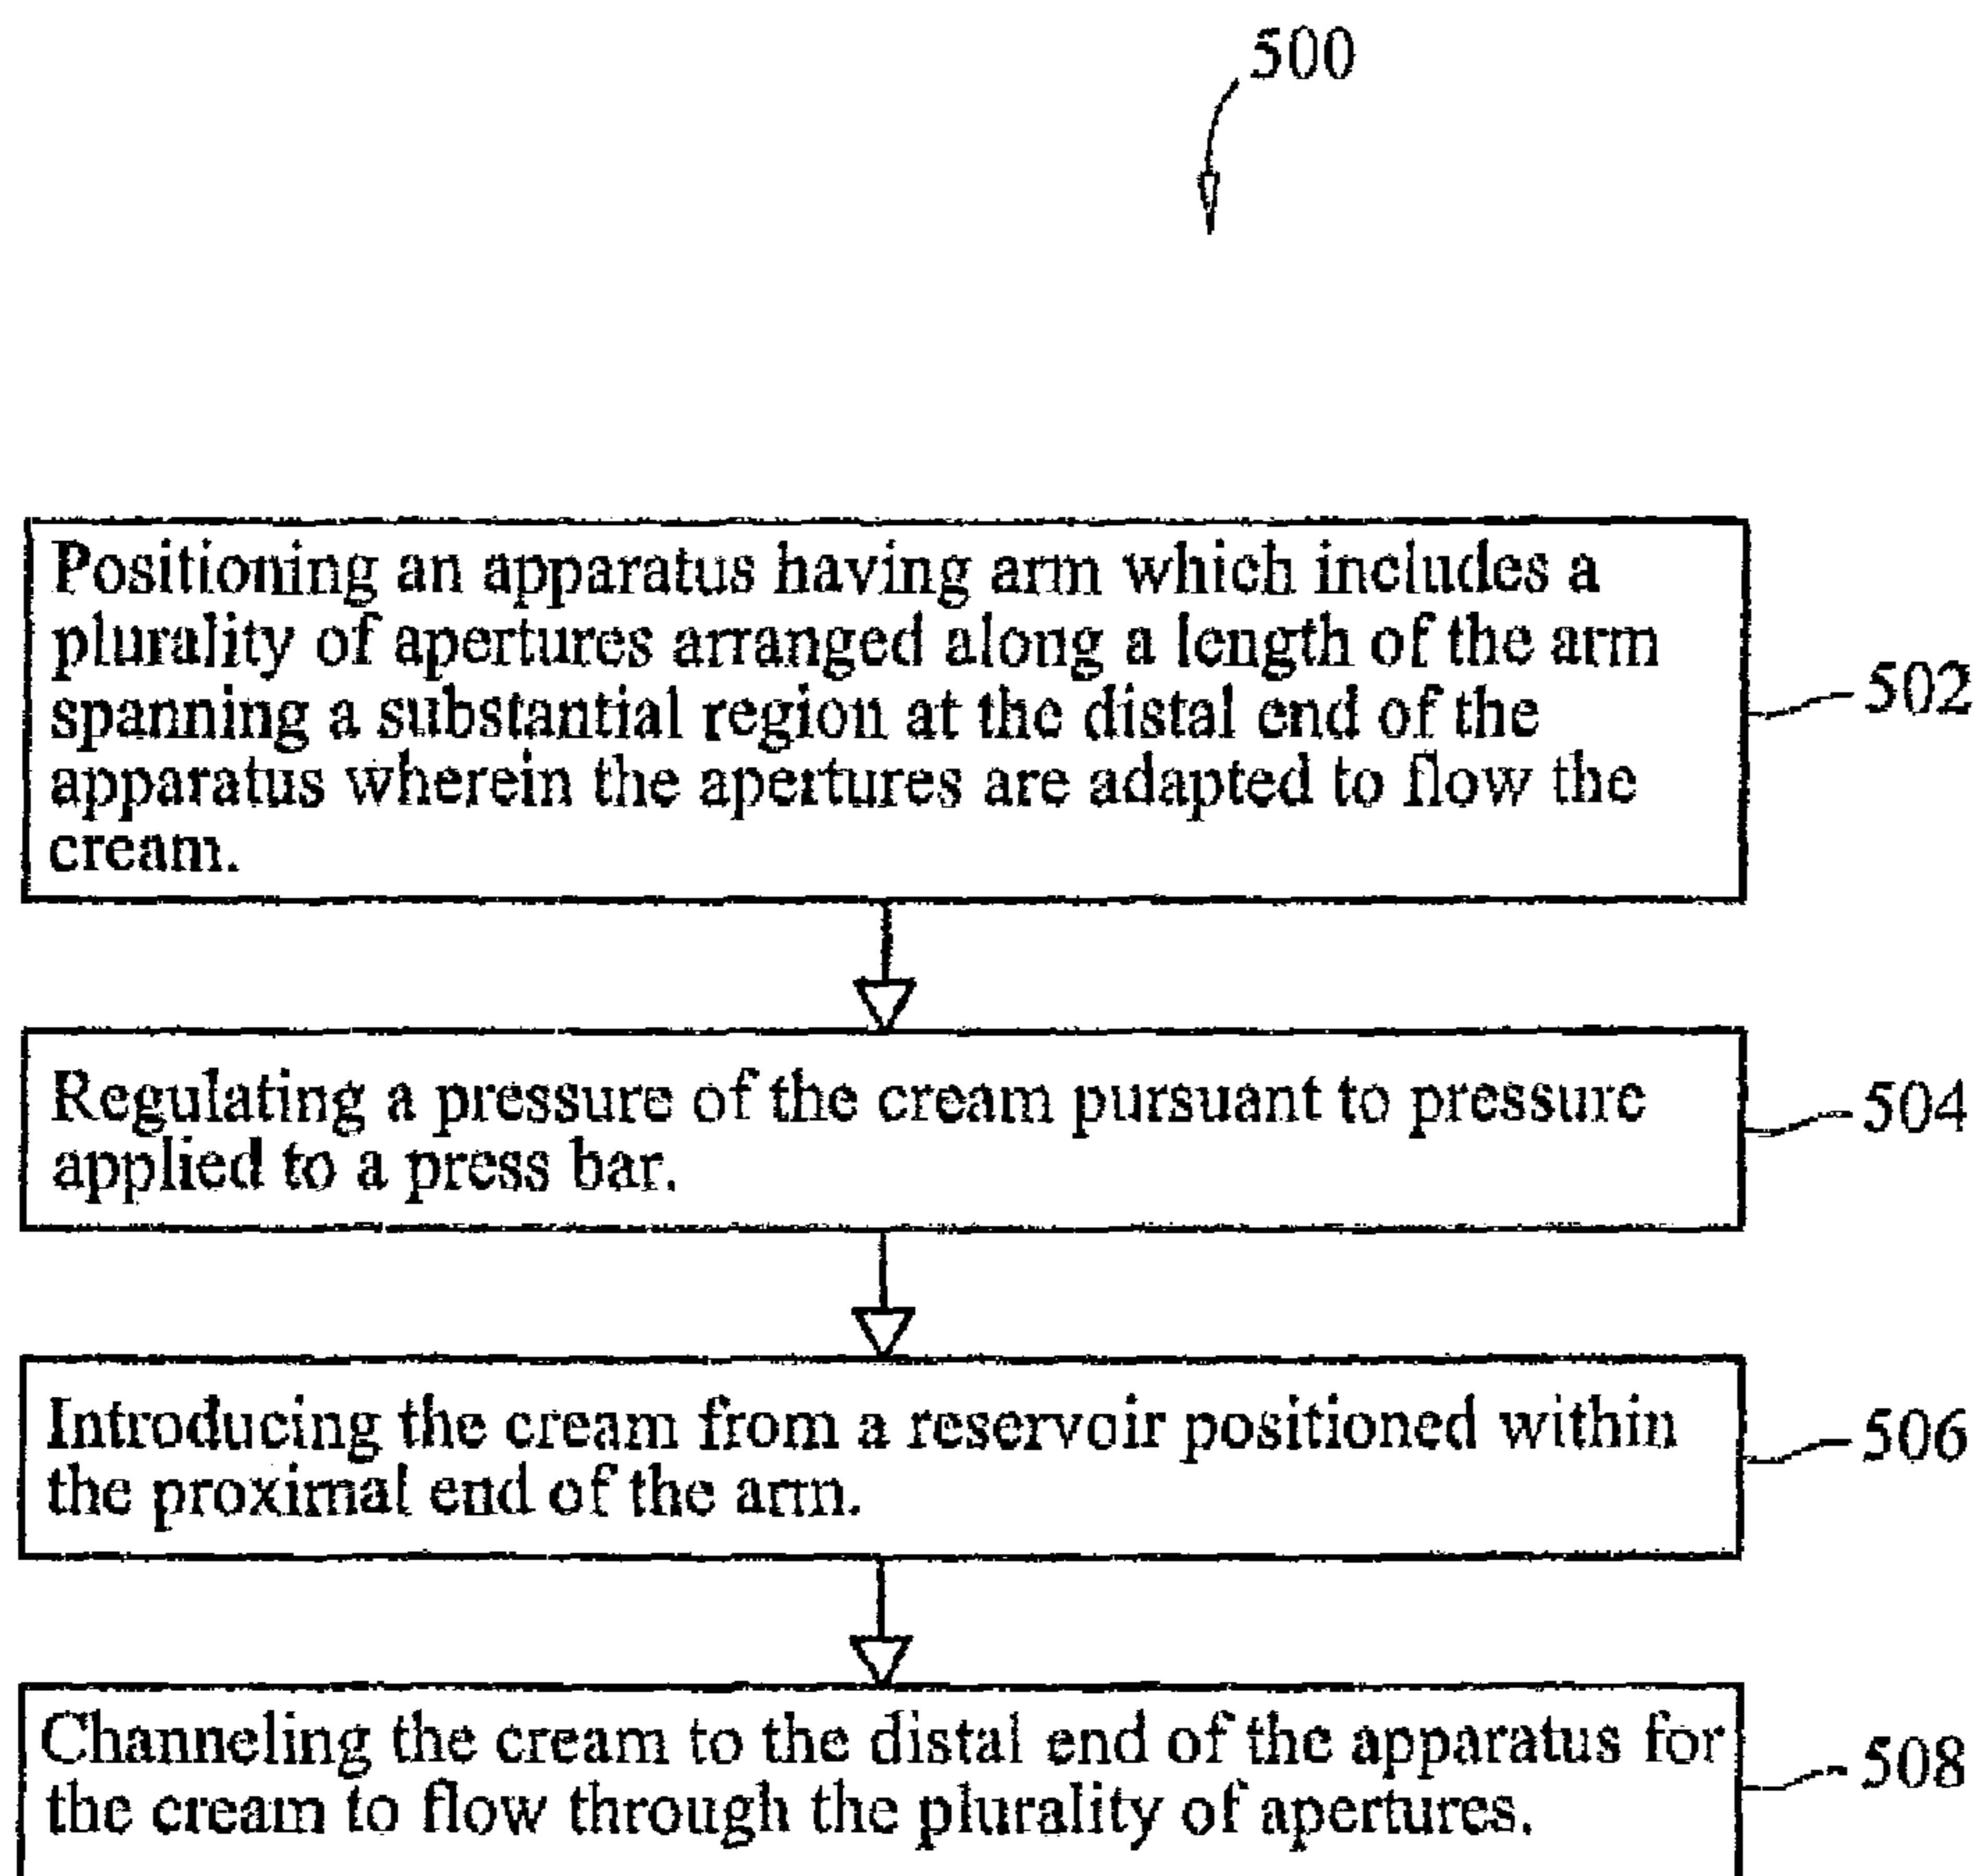 500
Positioning an apparatus having arm which includes a
plurality of apertures arranged along a length of the arm
spanning a substantial region at the distal end of the
apparatus wherein the apertures are adapted to flow the
cream.
502
Regulating a pressure of the cream pursuant to pressure
applied to a press bar.
504
Introducing the cream from a reservoir positioned within
the proximal end of the arm.
506
Channeling the cream to the distal end of the apparatus for
the cream to flow through the plurality of apertures.
508